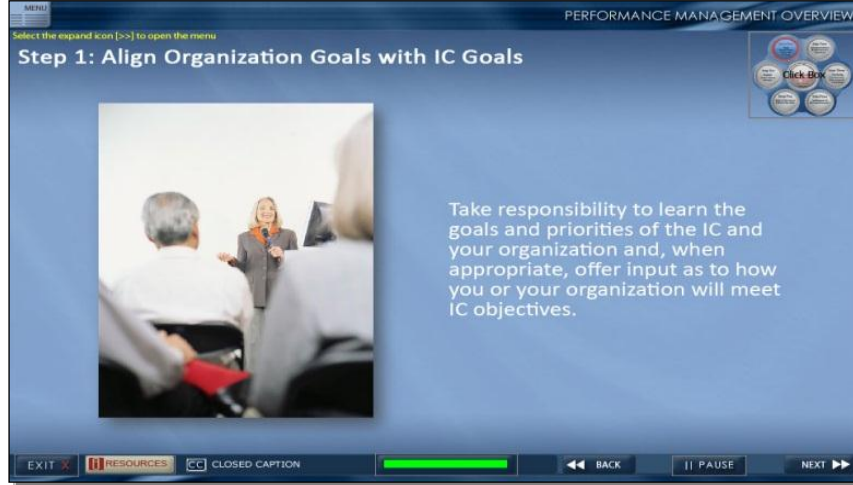 MENU
PERFORMANCE MANAGEMENT OVERVIEW
Select the expand icon [>>] to open the menu
Step 1: Align Organization Goals with IC Goals
Click Box
Take responsibility to learn the
goals and priorities of the IC and
your organization and, when
appropriate, offer input as to how
you or your organization will meet
IC objectives.
EXIT X
RESOURCES
CC CLOSED CAPTION
BACK
PAUSE
NEXT